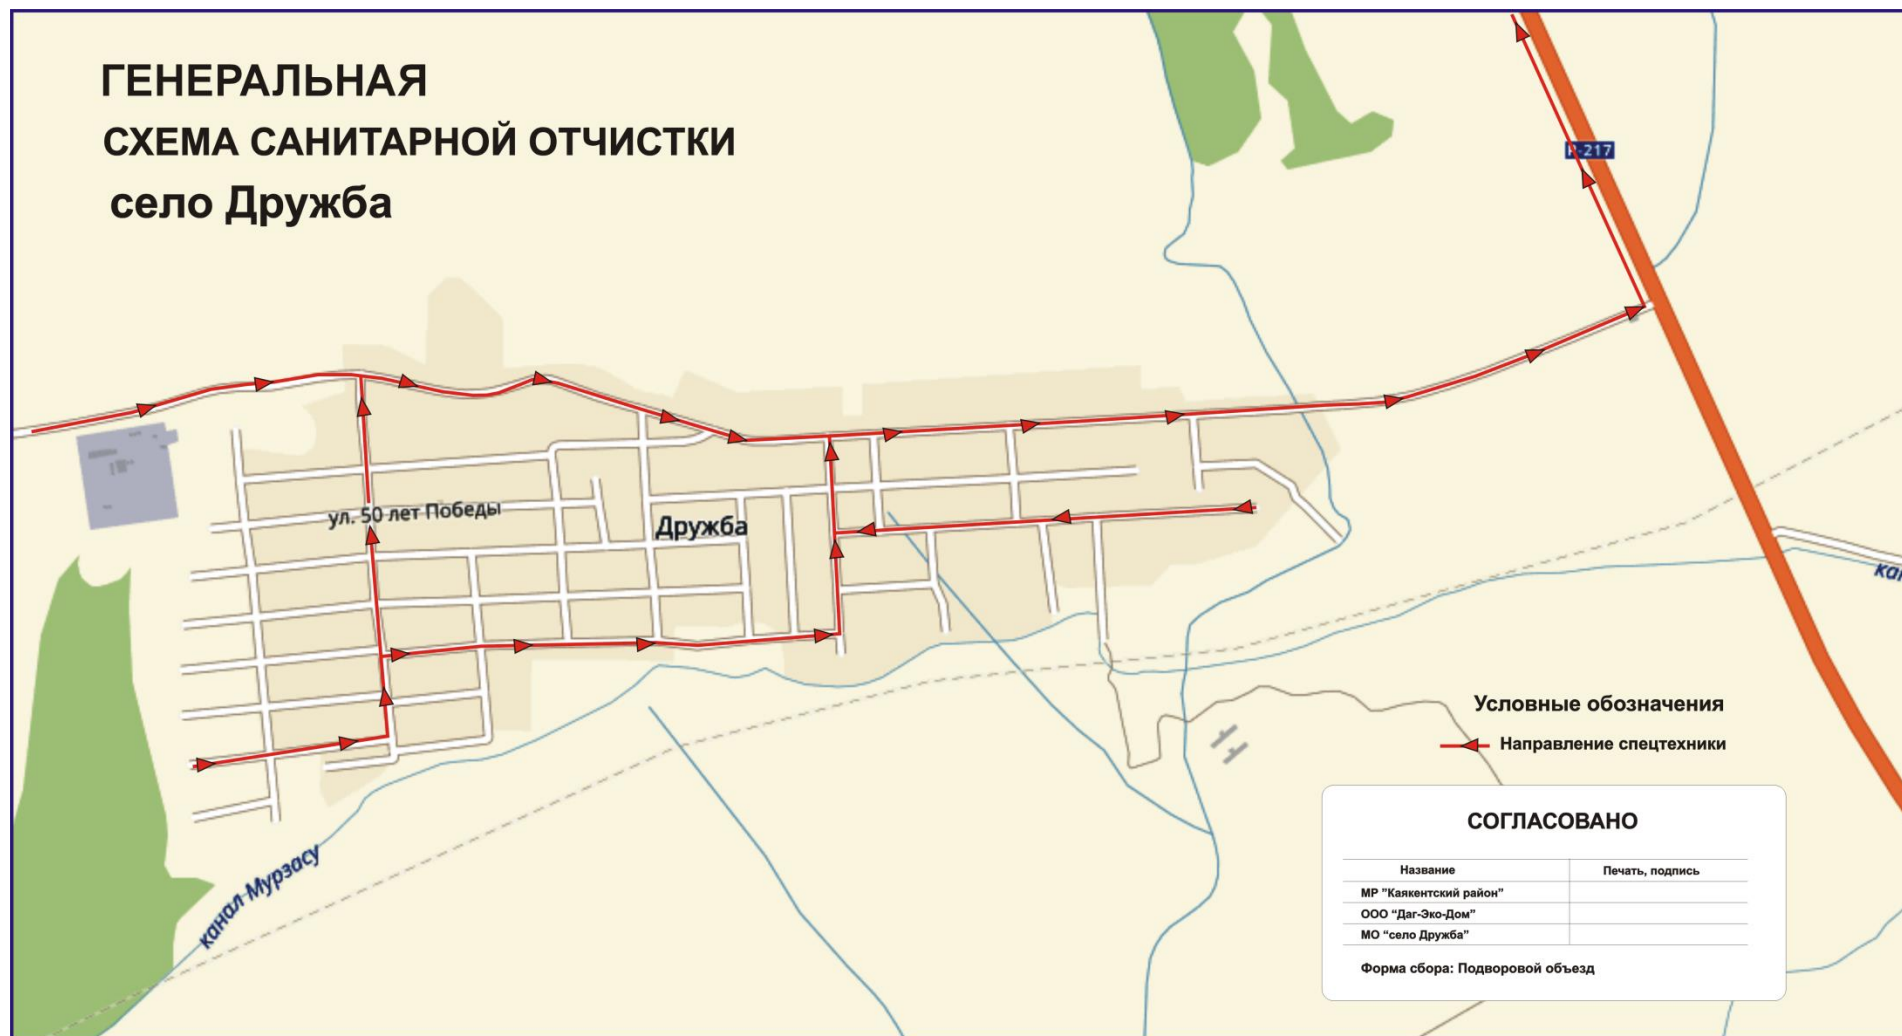 ГЕНЕРАЛЬНАЯ
СХЕМА САНИТАРНОЙ ОТЧИСТКИ
село Дружба
Р-217
ул. 50 лет Победы
Дружба
кан
канал Мурзасу
Условные обозначения
Направление спецтехники
СОГЛАСОВАНО
Название Печать, подпись
МР "Каякентский район"
ООО “Даг-Эко-Дом”
МО “село Дружба”
Форма сбора: Подворовой объезд